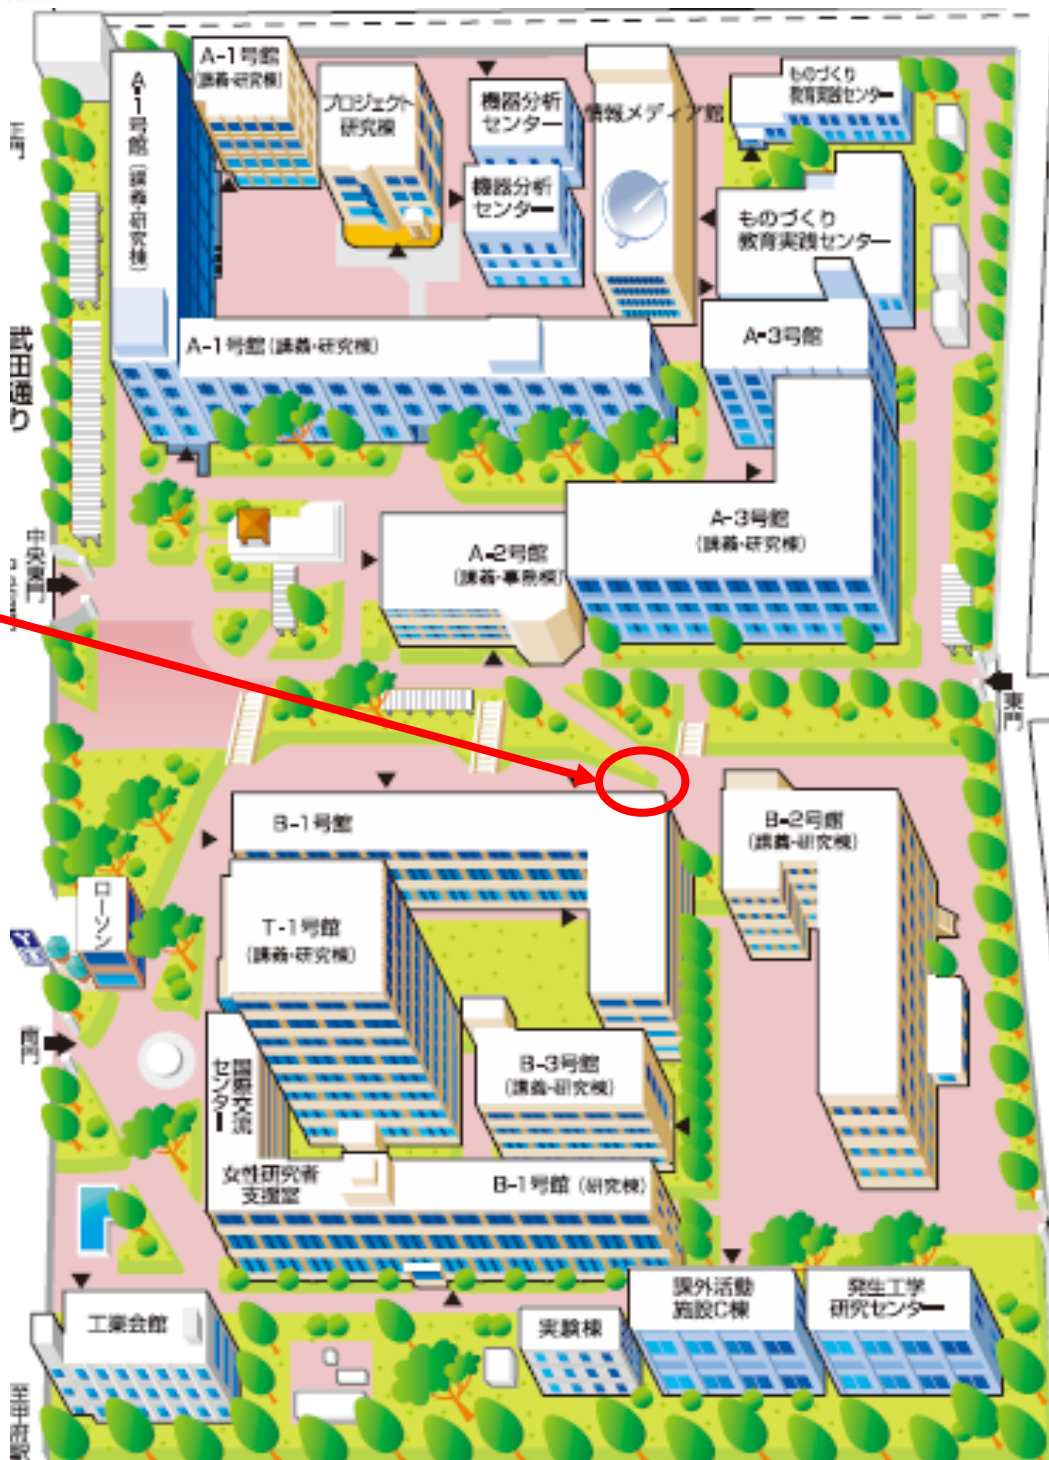 A-1号館
(講義・研究棟)
A-1号館(講義・研究棟)
プロジェクト
研究棟
機器分析
センター
機器分析
センター
情報メディア館
ものづくり
教育実践センター
ものづくり
教育実践センター
A-3号館
A-1号館(講義・研究棟)
武田通り
A-3号館
(講義・研究棟)
A-2号館
(講義・事務棟)
中央東門
東門
B-1号館
B-2号館
(講義・研究棟)
ローソン
T-1号館
(講義・研究棟)
南門
国際交流
センター
B-3号館
(講義・研究棟)
女性研究者
支援室
B-1号館(研究棟)
工業会館
実験棟
課外活動
施設C棟
発生工学
研究センター
至甲府駅